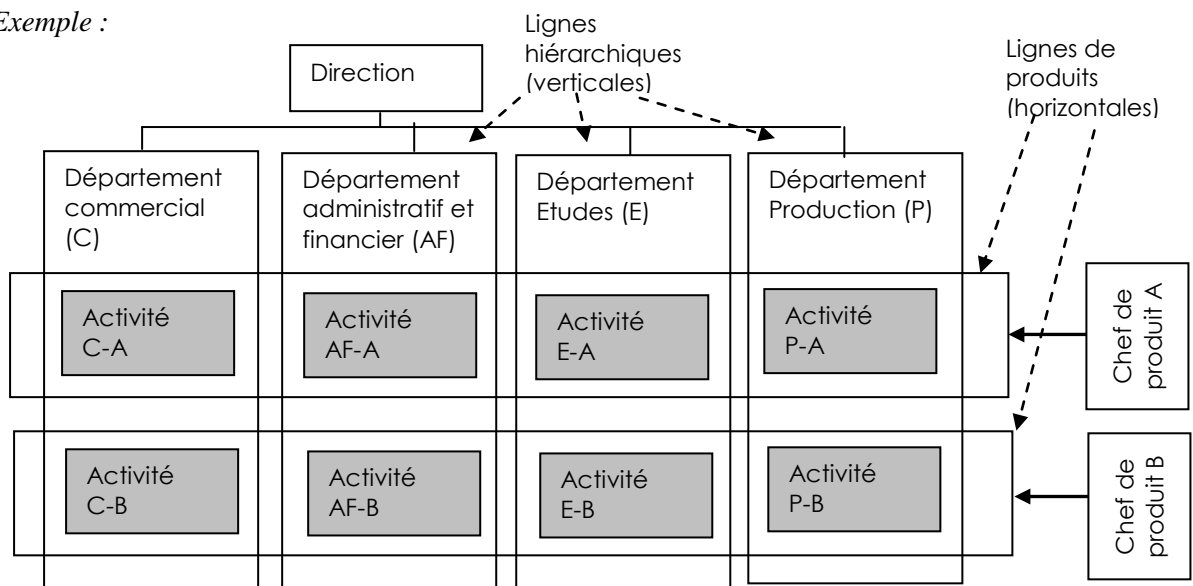 Exemple :
Lignes
hiérarchiques
(verticales)
Lignes de
produits
(horizontales)
Direction
Département
commercial
(C)
Département
administratif et
financier (AF)
Département
Etudes (E)
Département
Production (P)
Activité
C-A
Activité
AF-A
Activité
E-A
Activité
P-A
Chef de
produit A
Activité
C-B
Activité
AF-B
Activité
E-B
Activité
P-B
Chef de
produit B